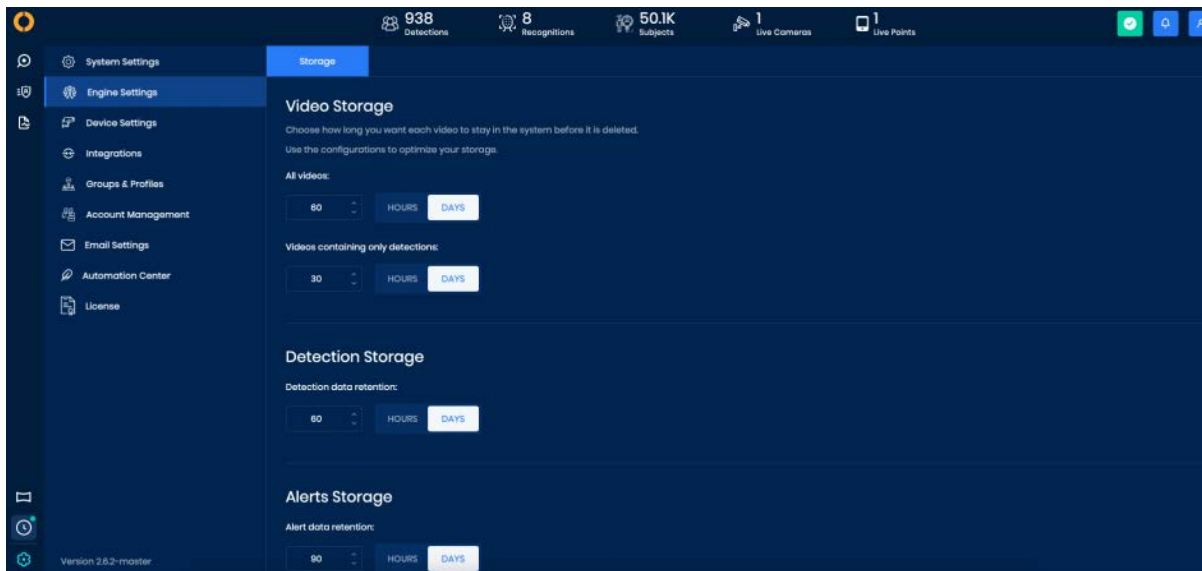 938
Detections
8
Recognitions
50.1K
Subjects
1
Live Cameras
1
Live Points
System Settings
Engine Settings
Device Settings
Integrations
Groups & Profiles
Account Management
Email Settings
Automation Center
License
Version 2.6.2-master
Storage
Video Storage
Choose how long you want each video to stay in the system before it is deleted.
Use the configurations to optimize your storage.
All videos:
60 HOURS DAYS
Videos containing only detections:
30 HOURS DAYS
Detection Storage
Detection data retention:
60 HOURS DAYS
Alerts Storage
Alert data retention:
90 HOURS DAYS